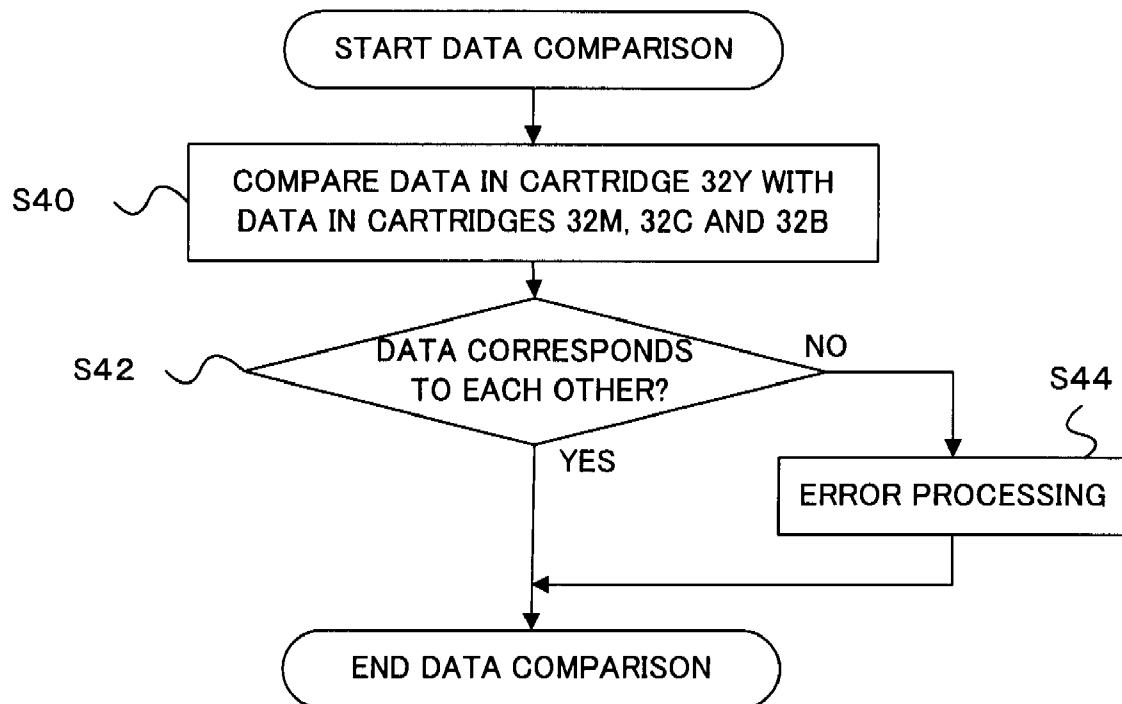 START DATA COMPARISON
S40
COMPARE DATA IN CARTRIDGE 32Y WITH
DATA IN CARTRIDGES 32M, 32C AND 32B
S42
DATA CORRESPONDS
TO EACH OTHER?
NO
YES
S44
ERROR PROCESSING
END DATA COMPARISON